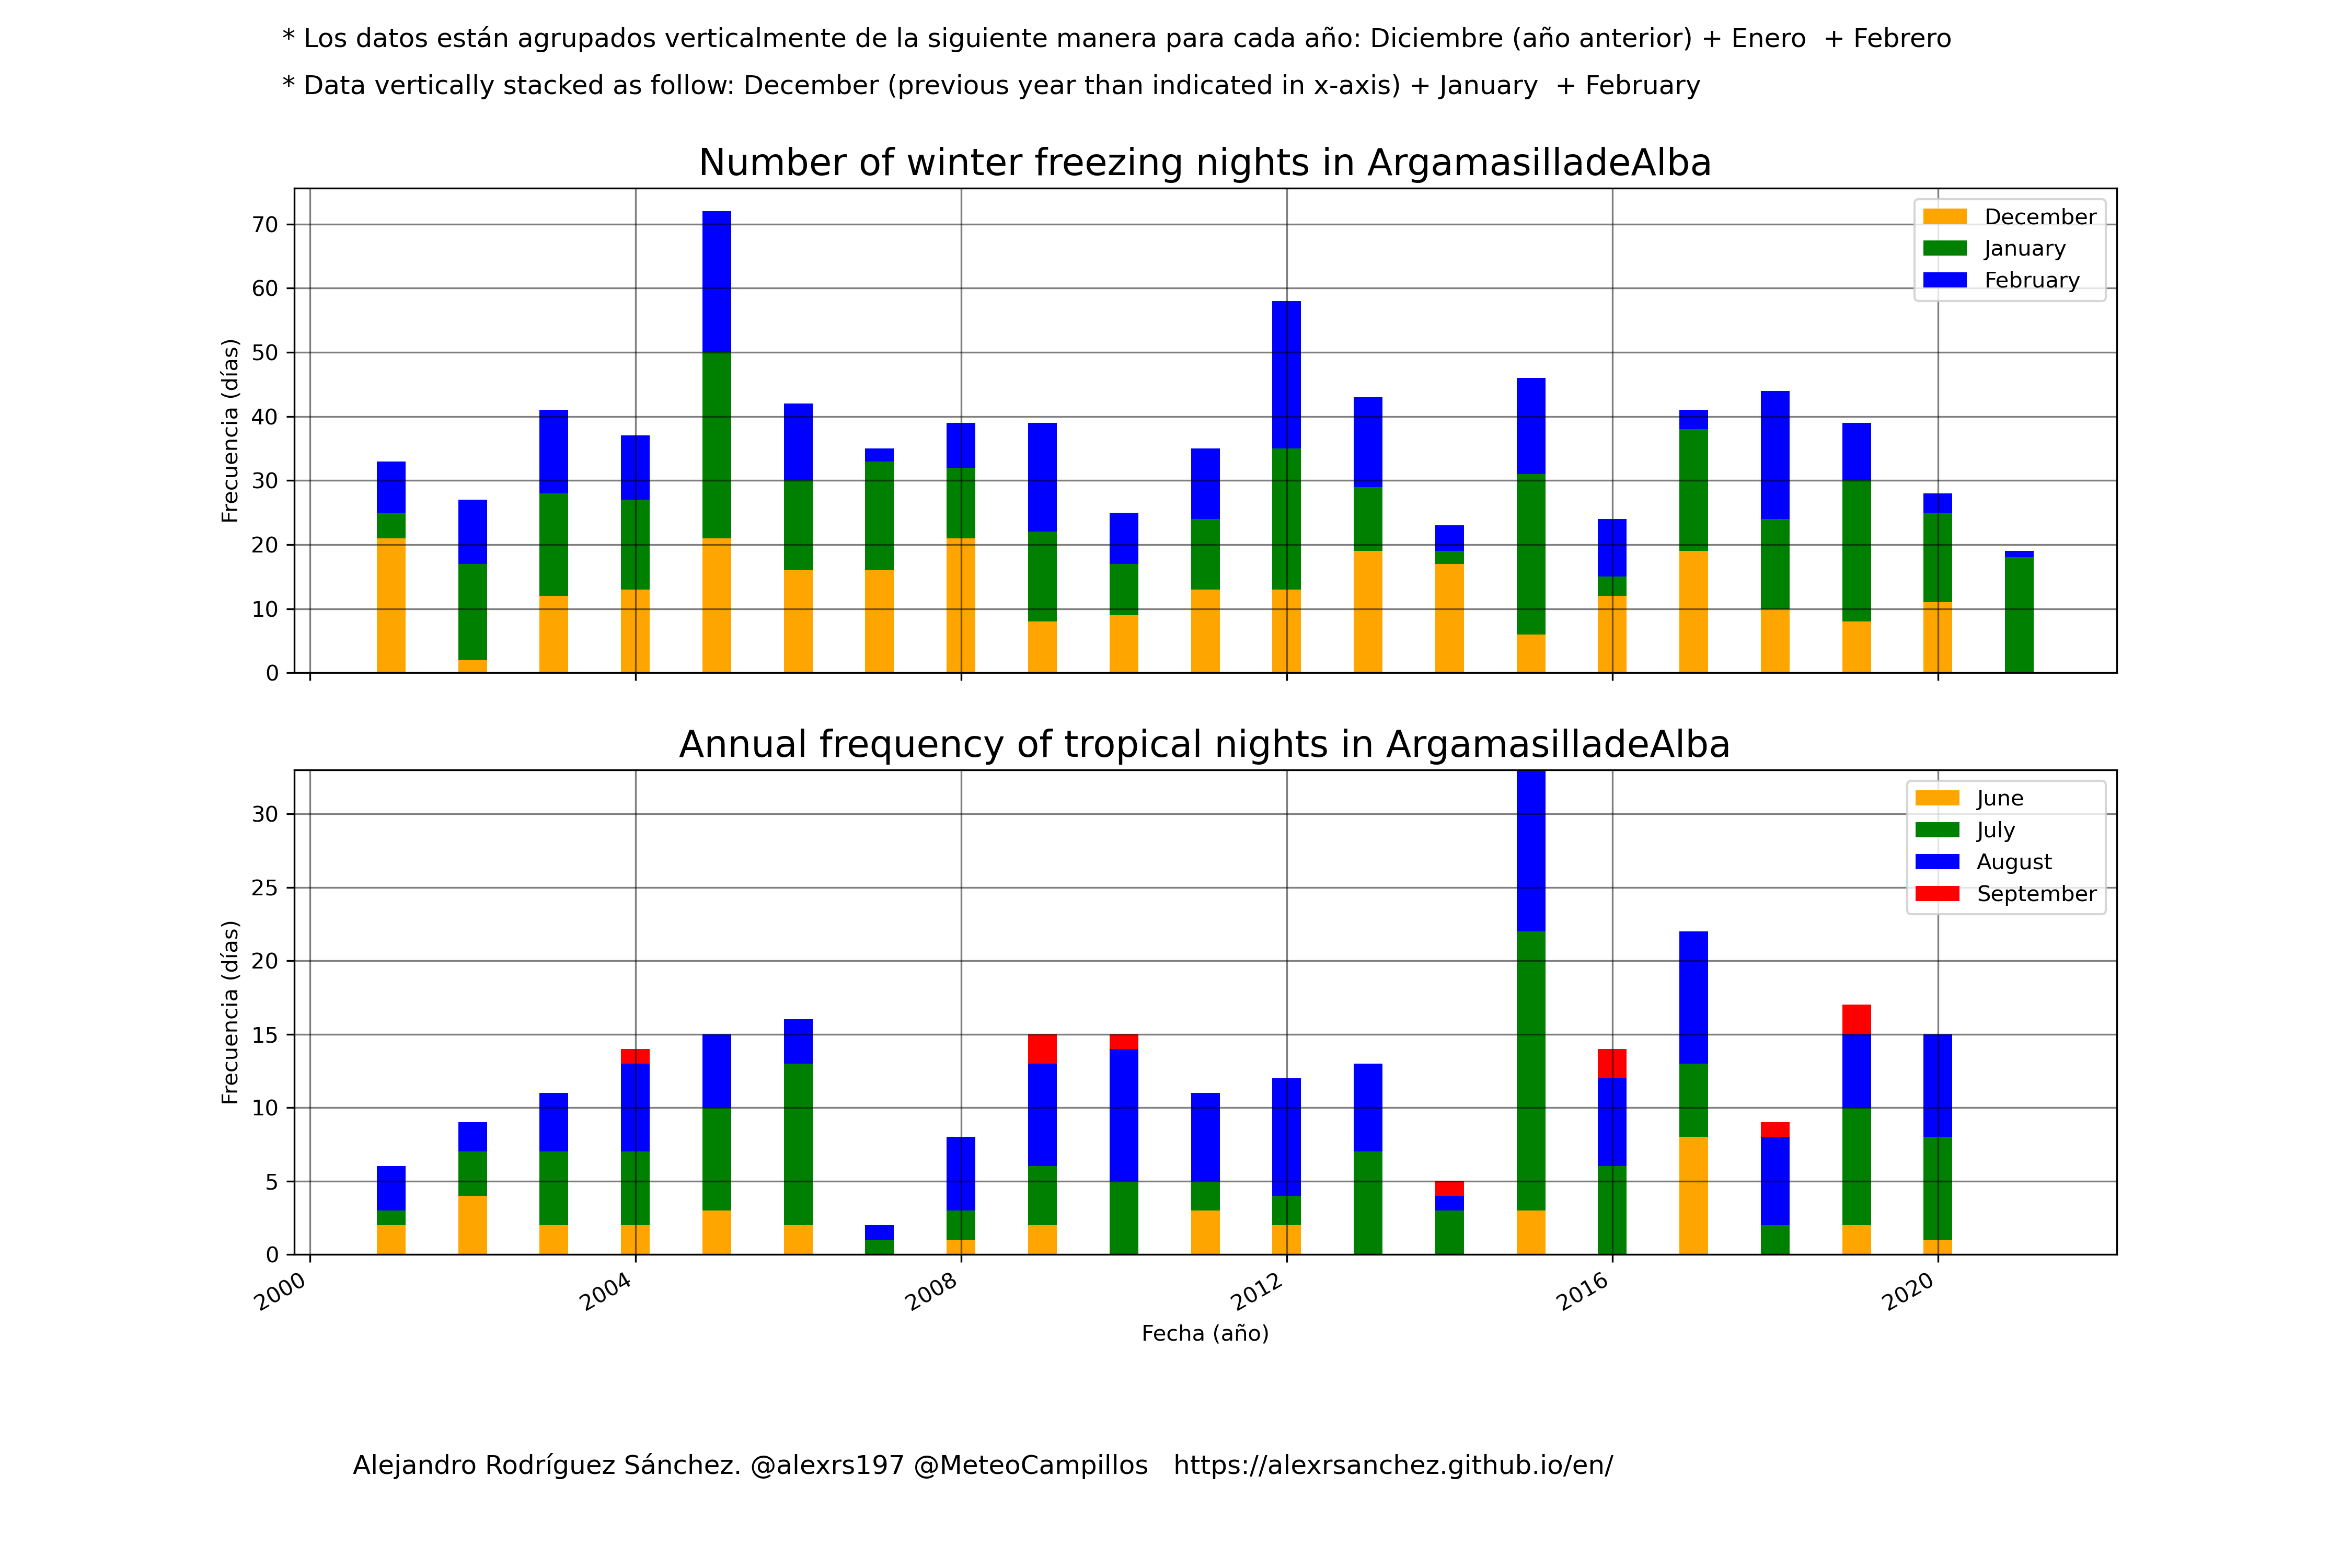 * Los datos están agrupados verticalmente de la siguiente manera para cada año: Diciembre (año anterior) + Enero  + Febrero
* Data vertically stacked as follow: December (previous year than indicated in x-axis) + January  + February
Number of winter freezing nights in ArgamasilladeAlba
Frecuencia (días)
70
60
50
40
30
20
10
0
December
January
February
Annual frequency of tropical nights in ArgamasilladeAlba
Frecuencia (días)
30
25
20
15
10
5
0
June
July
August
September
2000
2004
2008
2012
2016
2020
Fecha (año)
Alejandro Rodríguez Sánchez. @alexrs197 @MeteoCampillos   https://alexrsanchez.github.io/en/